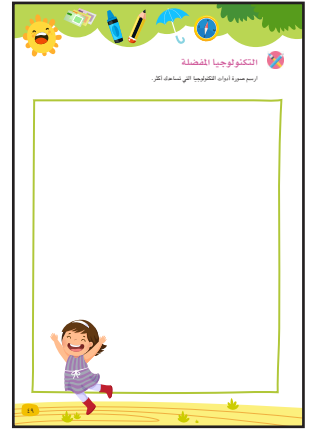 التكنولوجيا المفضلة
ارسم صورة أدوات التكنولوجيا التي تساعدك أكثر.
٤٩